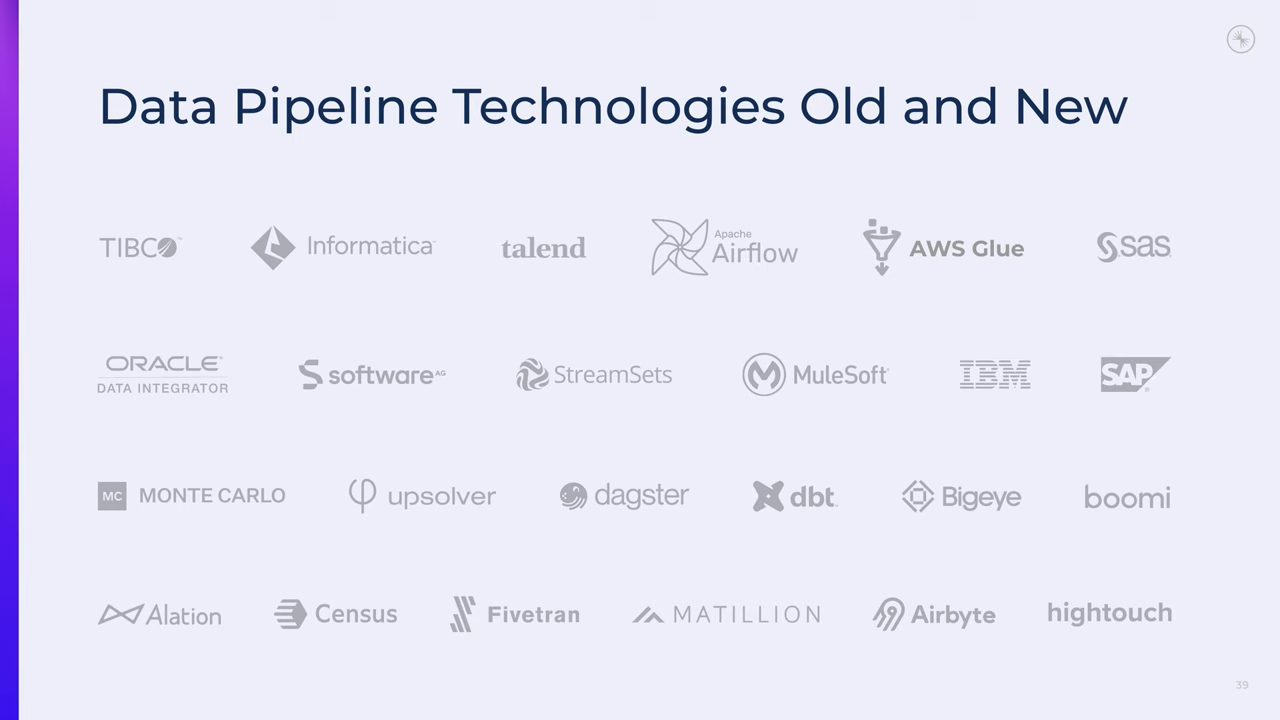 Data Pipeline Technologies Old and New
TIBCO™
Informatica
talend
Apache
Airflow
AWS Glue
sas
ORACLE®
DATA INTEGRATOR
software AG
StreamSets
MuleSoft
IBM
SAP®
MC MONTE CARLO
upsolver
dagster
dbt
Bigeye
boomi
Alation
Census
Fivetran
MATILLION
Airbyte
hightouch
39